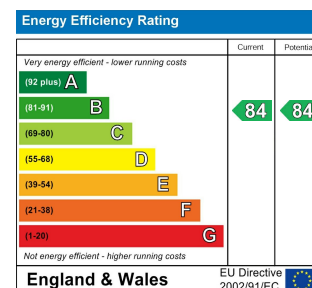 Energy Efficiency Rating
Current Potentia
Very energy efficient - lower running costs
(92 plus) A
(81-91) B
84 84
(69-80) C
(55-68) D
(39-54) E
(21-38) F
(1-20) G
Not energy efficient - higher running costs
England & Wales
EU Directive
2002/91/EC